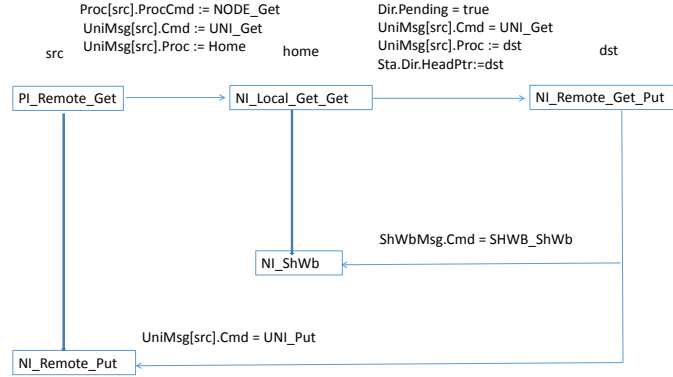 Proc[src].ProcCmd := NODE_Get
UniMsg[src].Cmd := UNI_Get
UniMsg[src].Proc := Home
Dir.Pending = true
UniMsg[src].Cmd = UNI_Get
UniMsg[src].Proc := dst
Sta.Dir.HeadPtr:=dst
src
home
dst
PI_Remote_Get
NI_Local_Get_Get
NI_Remote_Get_Put
ShWbMsg.Cmd = SHWB_ShWb
NI_ShWb
UniMsg[src].Cmd = UNI_Put
NI_Remote_Put